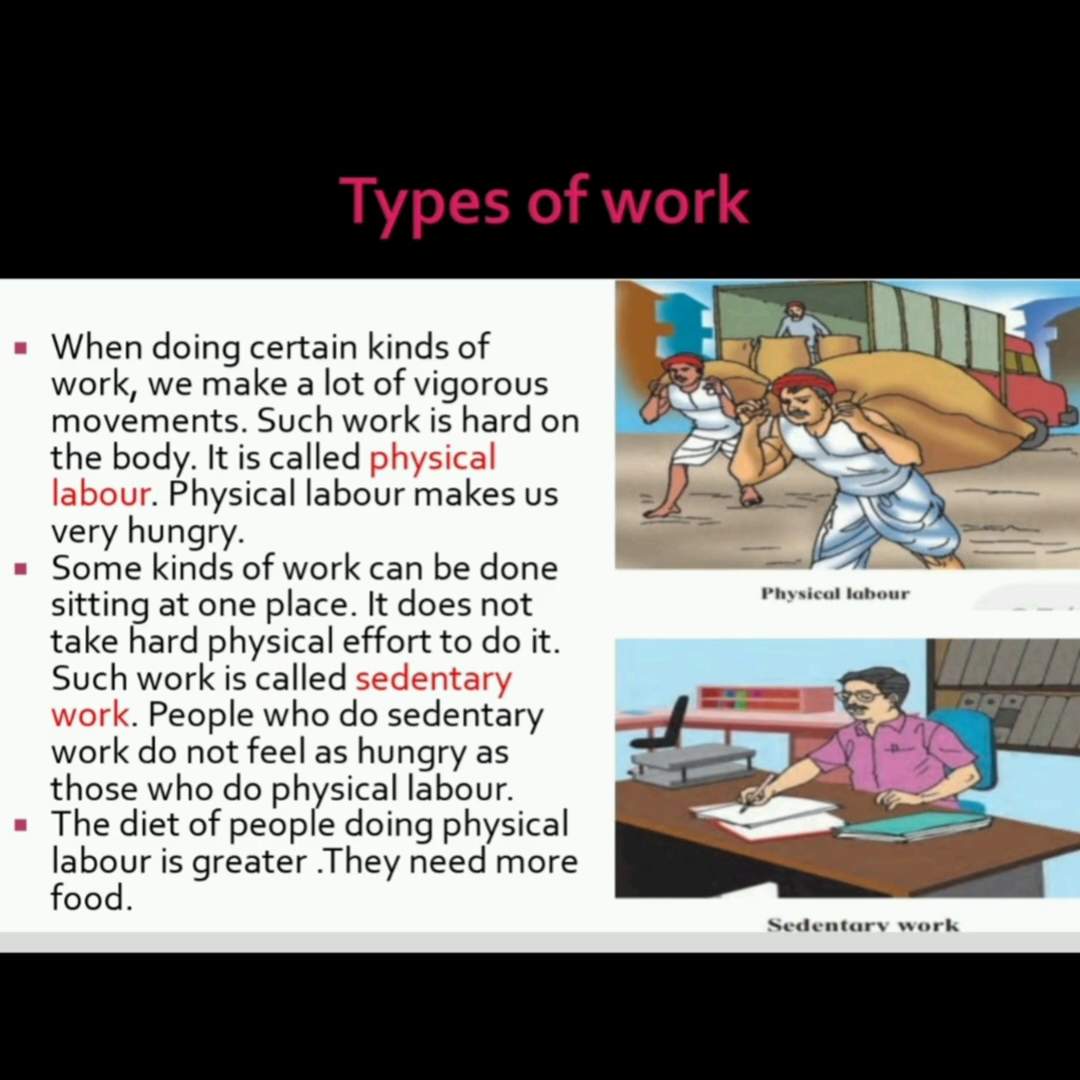 Types of work
When doing certain kinds of
work, we make a lot of vigorous
movements. Such work is hard on
the body. It is called physical
labour. Physical labour makes us
very hungry.
Some kinds of work can be done
sitting at one place. It does not
take hard physical effort to do it.
Such work is called sedentary
work. People who do sedentary
work do not feel as hungry as
those who do physical labour.
The diet of people doing physical
labour is greater .They need more
food.
Physical labour
Sedentary work